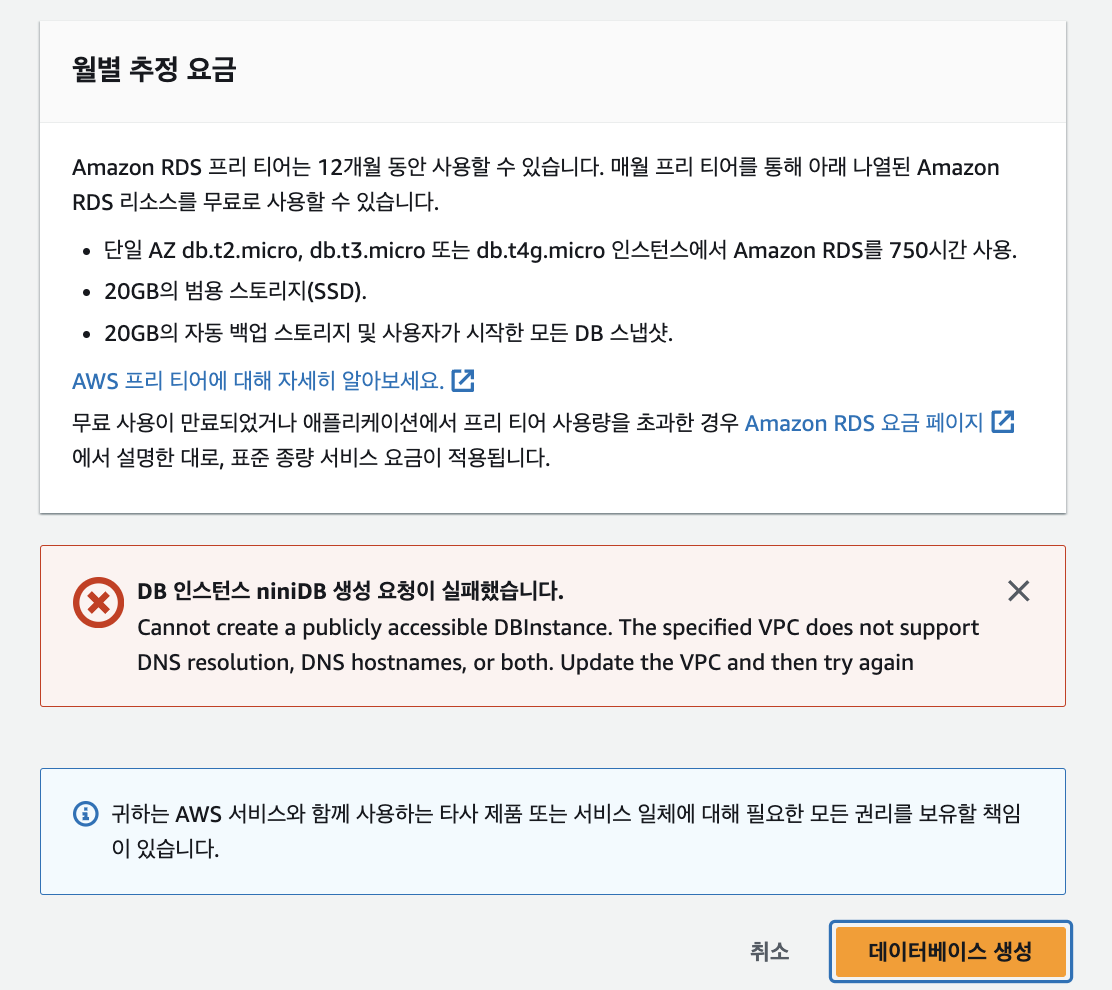 월별 추정 요금
Amazon RDS 프리 티어는 12개월 동안 사용할 수 있습니다. 매월 프리 티어를 통해 아래 나열된 Amazon
RDS 리소스를 무료로 사용할 수 있습니다.
• 단일 AZ db.t2.micro, db.t3.micro 또는 db.t4g.micro 인스턴스에서 Amazon RDS를 750시간 사용.
• 20GB의 범용 스토리지(SSD).
• 20GB의 자동 백업 스토리지 및 사용자가 시작한 모든 DB 스냅샷.
AWS 프리 티어에 대해 자세히 알아보세요.
무료 사용이 만료되었거나 애플리케이션에서 프리 티어 사용량을 초과한 경우 Amazon RDS 요금 페이지
에서 설명한 대로, 표준 종량 서비스 요금이 적용됩니다.
DB 인스턴스 niniDB 생성 요청이 실패했습니다.
Cannot create a publicly accessible DBInstance. The specified VPC does not support
DNS resolution, DNS hostnames, or both. Update the VPC and then try again
귀하는 AWS 서비스와 함께 사용하는 타사 제품 또는 서비스 일체에 대해 필요한 모든 권리를 보유할 책임
이 있습니다.
취소
데이터베이스 생성